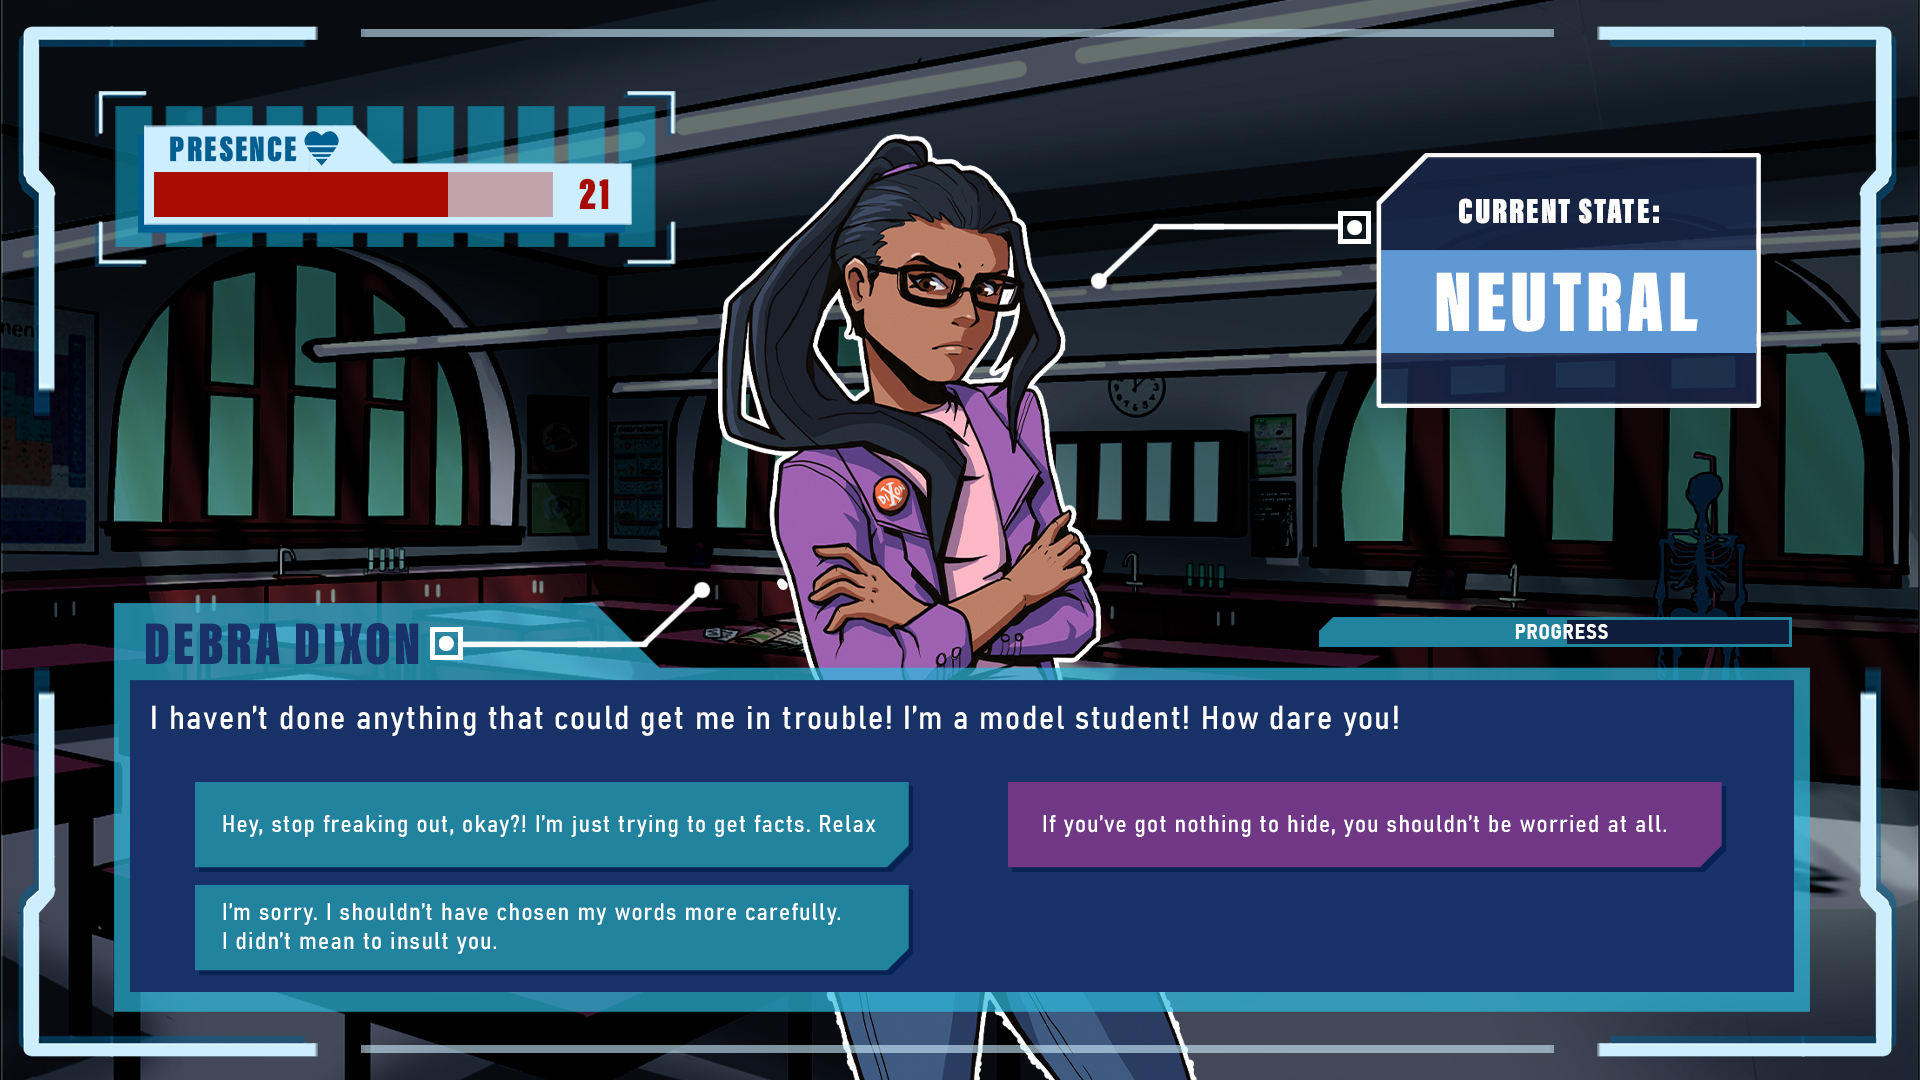 PRESENCE
21
CURRENT STATE:
NEUTRAL
DIXON
DEBRA DIXON
PROGRESS
I haven't done anything that could get me in trouble! I'm a model student! How dare you!
Hey, stop freaking out, okay?! I'm just trying to get facts. Relax
If you've got nothing to hide, you shouldn't be worried at all.
I'm sorry. I shouldn't have chosen my words more carefully.
I didn't mean to insult you.